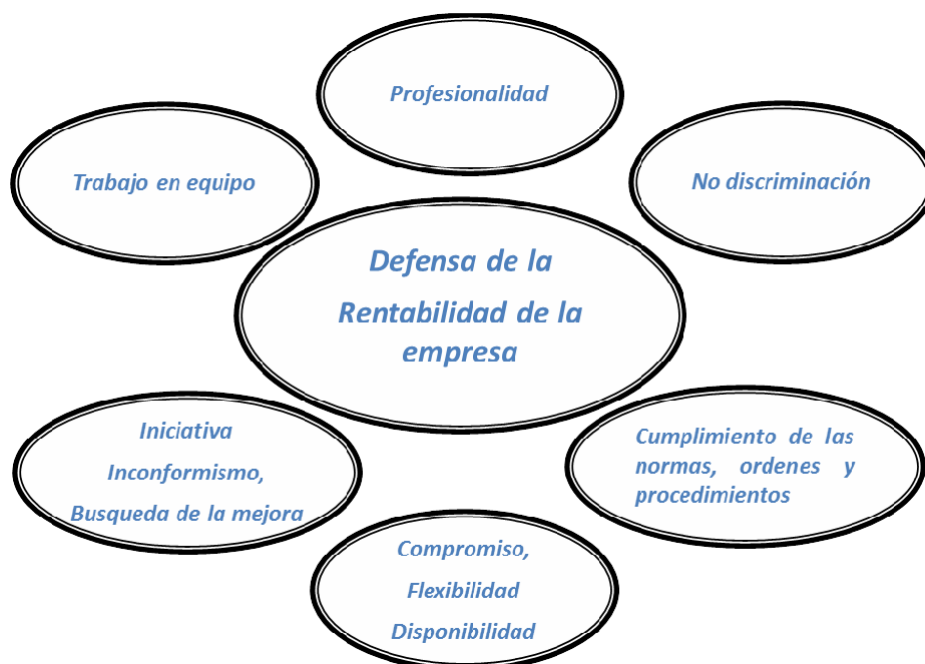 Profesionalidad
Trabajo en equipo
No discriminación
Defensa de la
Rentabilidad de la
empresa
Iniciativa
Inconformismo,
Busqueda de la mejora
Cumplimiento de las
normas, ordenes y
procedimientos
Compromiso,
Flexibilidad
Disponibilidad